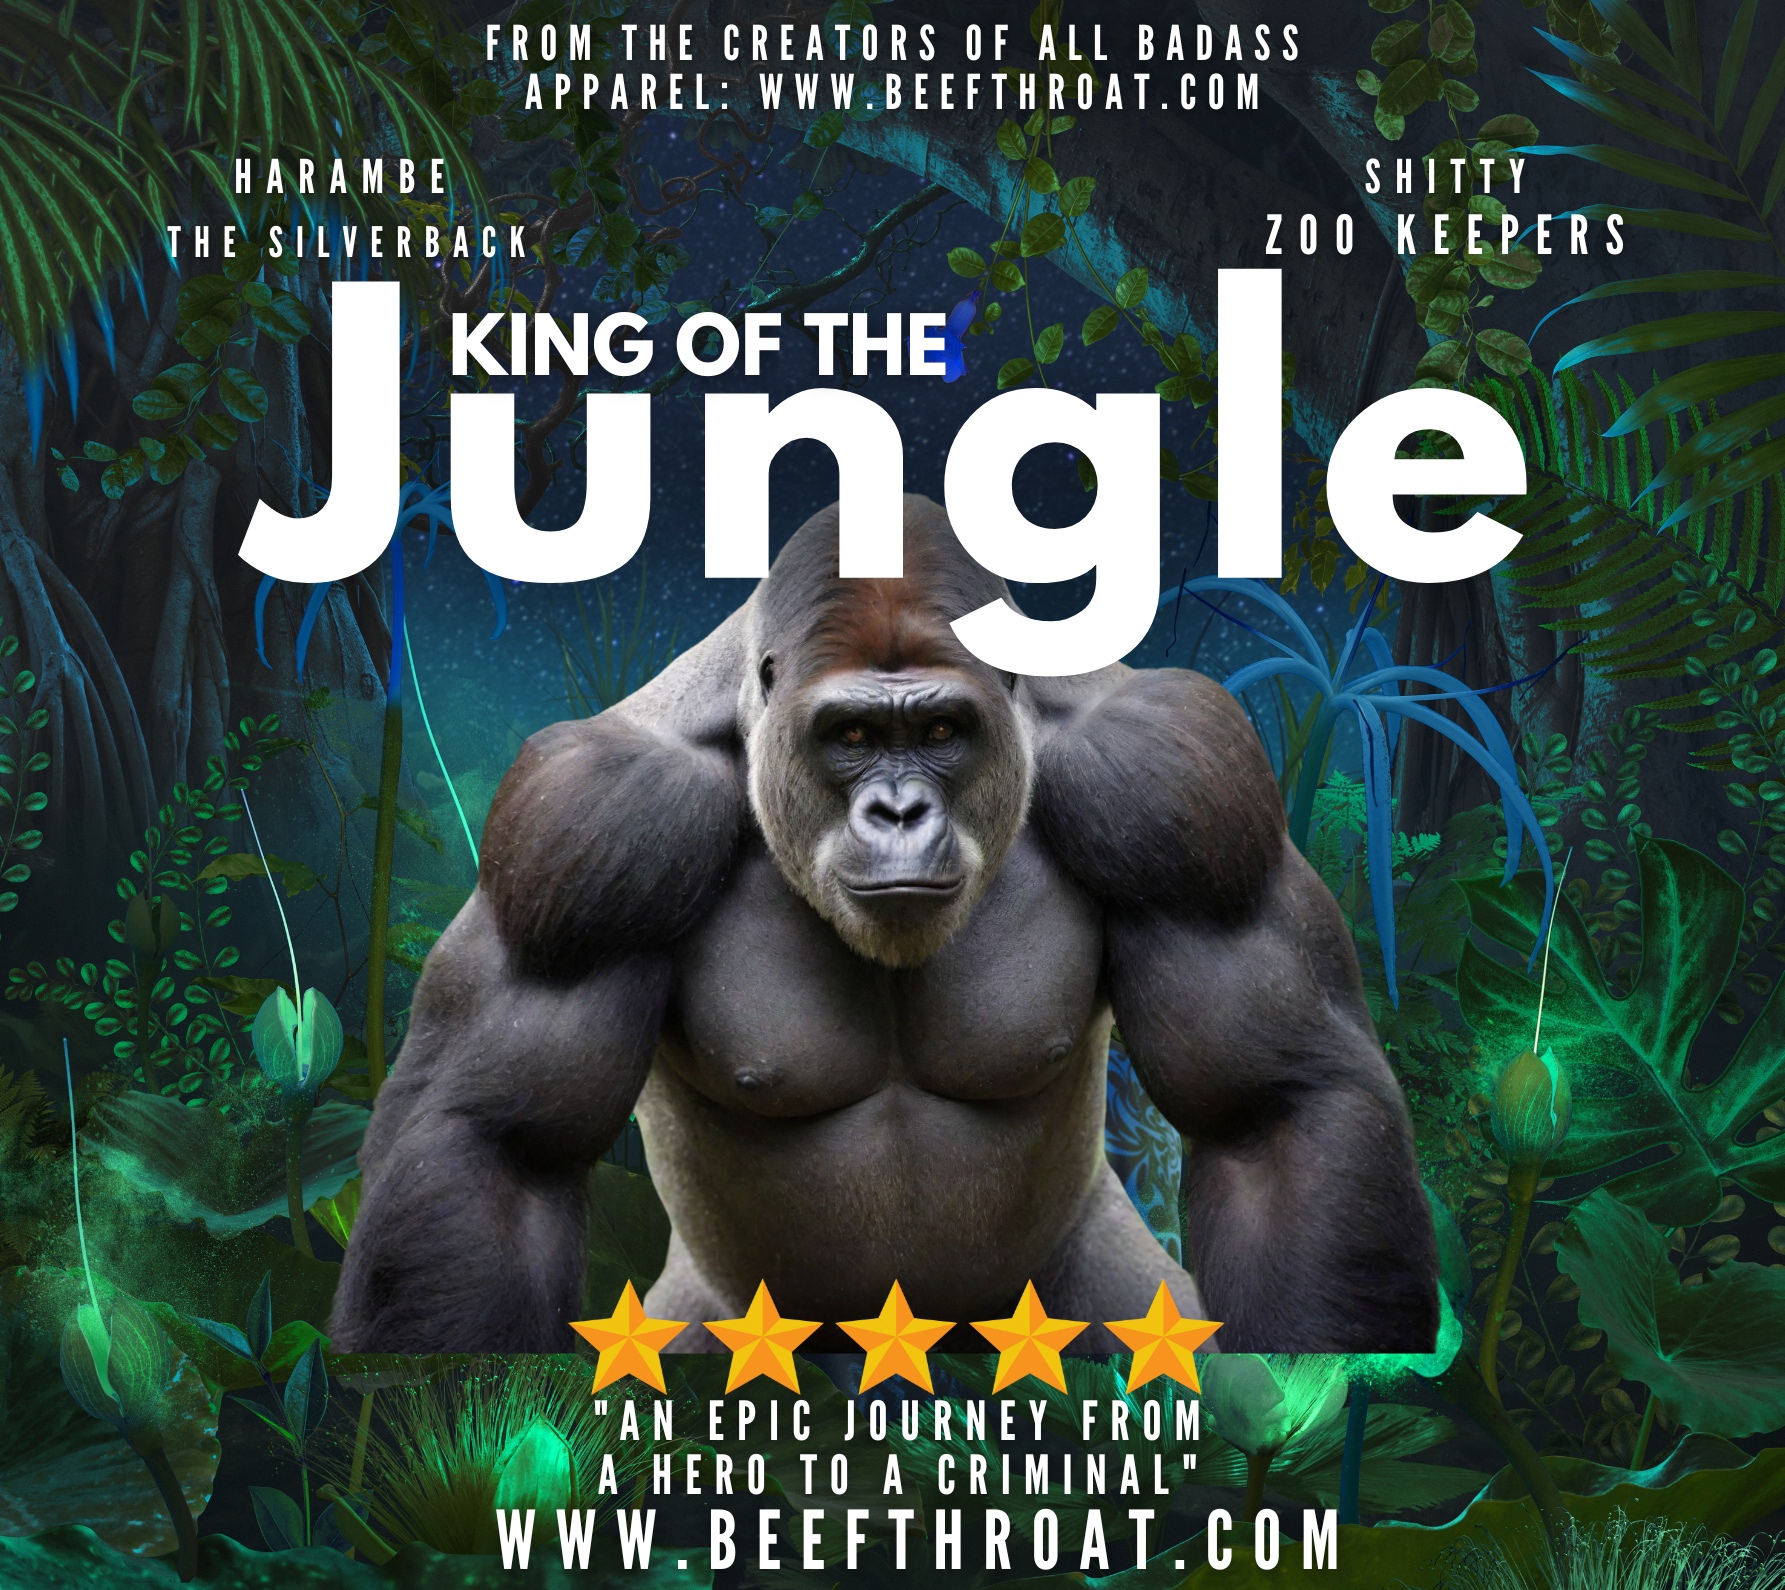 FROM THE CREATORS OF ALL BADASS
APPAREL: WWW.BEEFTHROAT.COM
HARAMBE
THE SILVERBACK
SHITTY
ZOO KEEPERS
KING OF THE
Jungle
"AN EPIC JOURNEY FROM
A HERO TO A CRIMINAL"
WWW.BEEFTHROAT.COM